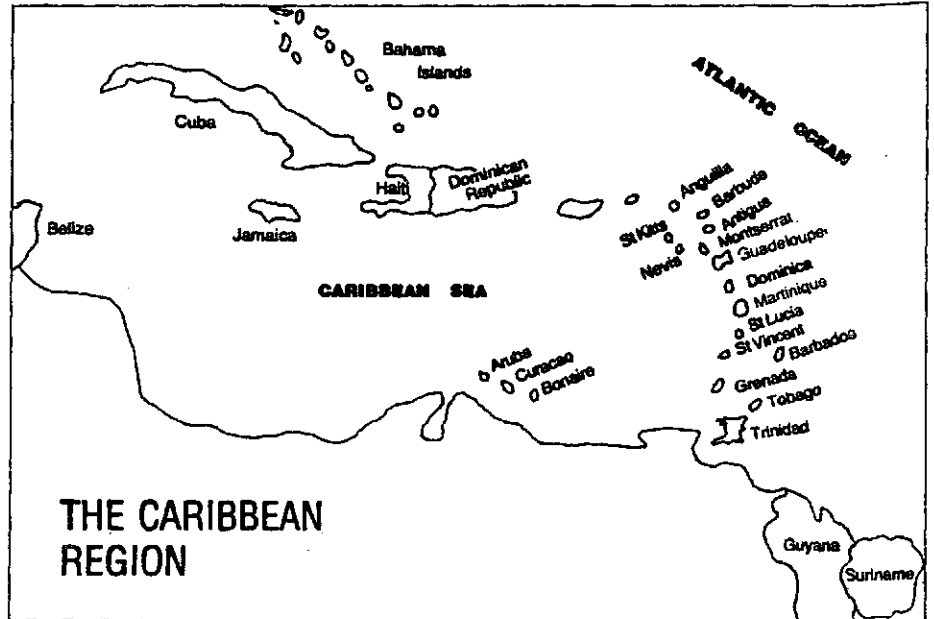 Bahama
Islands
ATLANTIC OCEAN
Cuba
Haiti
Dominican
Republic
Anguilla
Barbuda
Antigua
Montserrat
Guadeloupe
St Kitts
Nevis
Belize
Jamaica
CARIBBEAN SEA
Dominica
Martinique
St Lucia
St Vincent
Barbados
Aruba
Curacao
Bonaire
Grenada
Tobago
Trinidad
THE CARIBBEAN
REGION
Guyana
Suriname